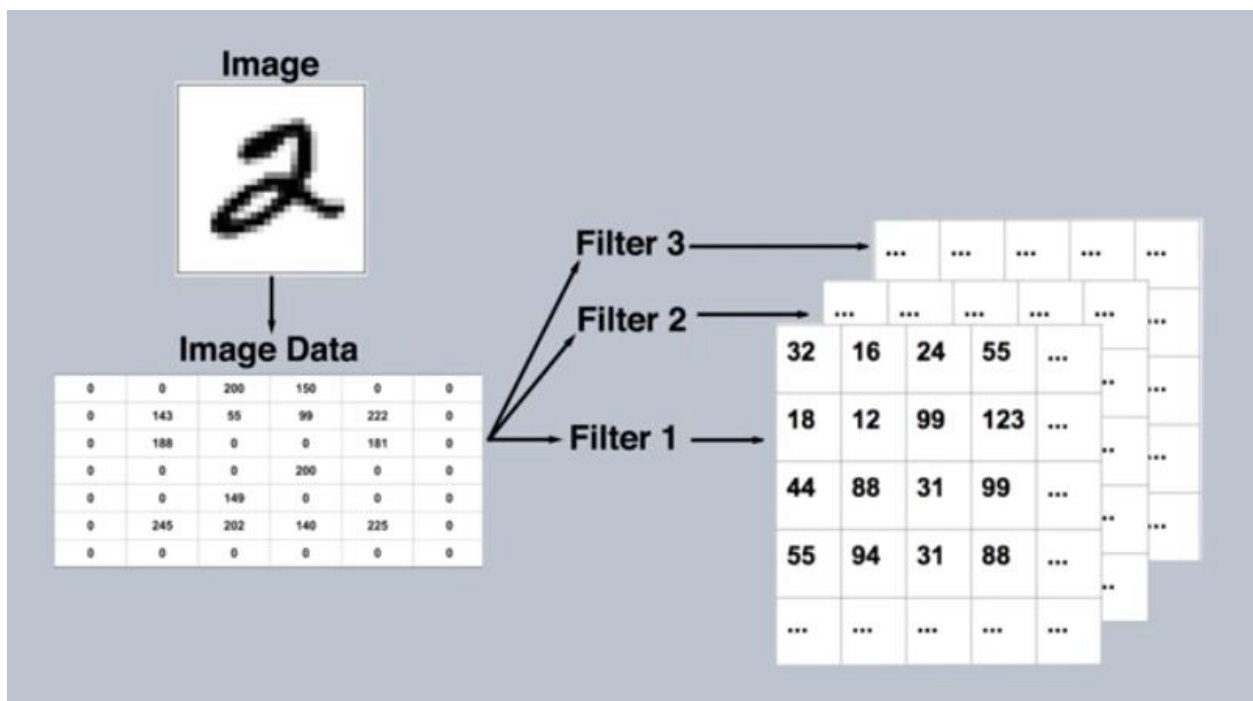 Image
Image Data
0 0 200 150 0 0
0 143 55 99 222 0
0 188 0 0 181 0
0 0 0 200 0 0
0 0 149 0 0 0
0 245 202 140 225 0
0 0 0 0 0 0
Filter 3
Filter 2
Filter 1
... ... ... ... ...
...
...
...
...
... ... ... ... ...
..
..
..
..
32 16 24 55 ...
18 12 99 123 ...
44 88 31 99 ...
55 94 31 88 ...
... ... ... ... ...
2